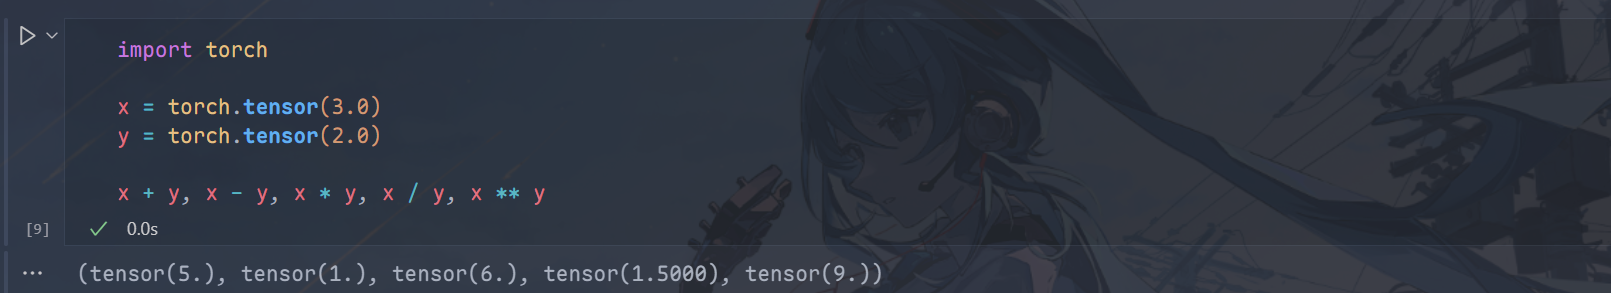 import torch
x = torch.tensor(3.0)
y = torch.tensor(2.0)
x + y, x - y, x * y, x / y, x ** y
[9] 0.0s
(tensor(5.), tensor(1.), tensor(6.), tensor(1.5000), tensor(9.))